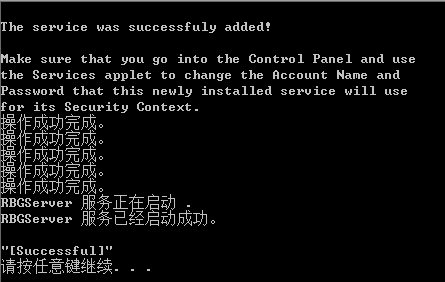 The service was successfuly added!
Make sure that you go into the Control Panel and use
the Services applet to change the Account Name and
Password that this newly installed service will use
for its Security Context.
操作成功完成。
操作成功完成。
操作成功完成。
操作成功完成。
操作成功完成。
RBGServer 服务正在启动 .
RBGServer 服务已经启动成功。
"[Successful]"
请按任意键继续. . .